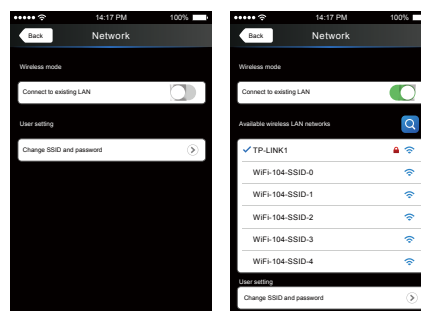 14:17 PM 100%
Back Network
Wireless mode
Connect to existing LAN
User setting
Change SSID and password
14:17 PM 100%
Back Network
Wireless mode
Connect to existing LAN
Available wireless LAN networks
TP-LINK1
WiFi-104-SSID-0
WiFi-104-SSID-1
WiFi-104-SSID-2
WiFi-104-SSID-3
WiFi-104-SSID-4
User setting
Change SSID and password